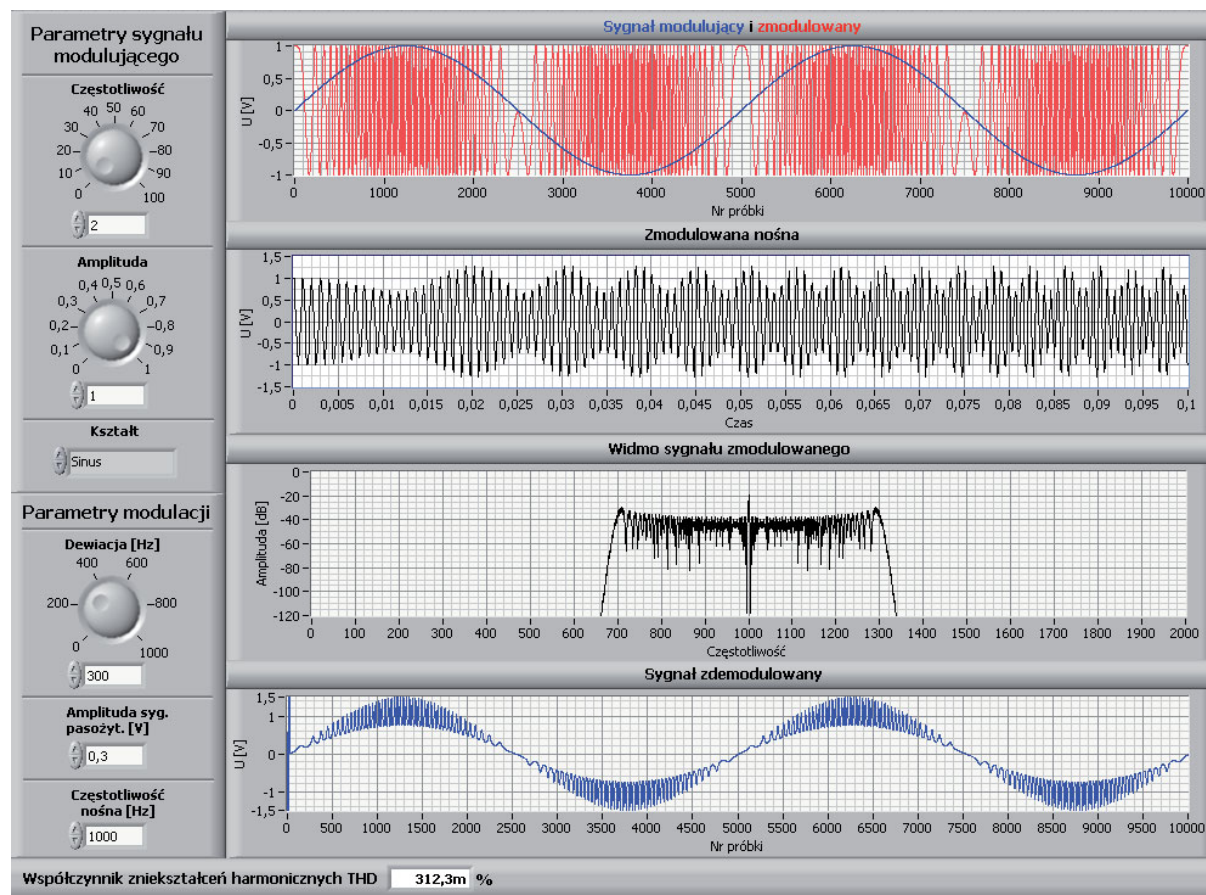 Parametry sygnału
modulującego
Częstotliwość
0 10 20 30 40 50 60 70 80 90 100
2
Amplituda
0 0,1 0,2 0,3 0,4 0,5 0,6 0,7 0,8 0,9 1
1
Kształt
Sinus
Parametry modulacji
Dewiacja [Hz]
0 200 400 600 800 1000
300
Amplituda syg.
pasożyt. [V]
0,3
Częstotliwość
nośna [Hz]
1000
Sygnał modulujący i zmodulowany
U [V]
1
0,5
0
-0,5
-1
0 1000 2000 3000 4000 5000 6000 7000 8000 9000 10000
Nr próbki
Zmodulowana nośna
U [V]
1,5
1
0,5
0
-0,5
-1
-1,5
0 0,005 0,01 0,015 0,02 0,025 0,03 0,035 0,04 0,045 0,05 0,055 0,06 0,065 0,07 0,075 0,08 0,085 0,09 0,095 0,1
Czas
Widmo sygnału zmodulowanego
Amplituda [dB]
0
-20
-40
-60
-80
-100
-120
0 100 200 300 400 500 600 700 800 900 1000 1100 1200 1300 1400 1500 1600 1700 1800 1900 2000
Częstotliwość
Sygnał zdemodulowany
U [V]
1,5
1
0
-1
-1,5
0 500 1000 1500 2000 2500 3000 3500 4000 4500 5000 5500 6000 6500 7000 7500 8000 8500 9000 9500 10000
Nr próbki
Współczynnik zniekształceń harmonicznych THD 312,3m %